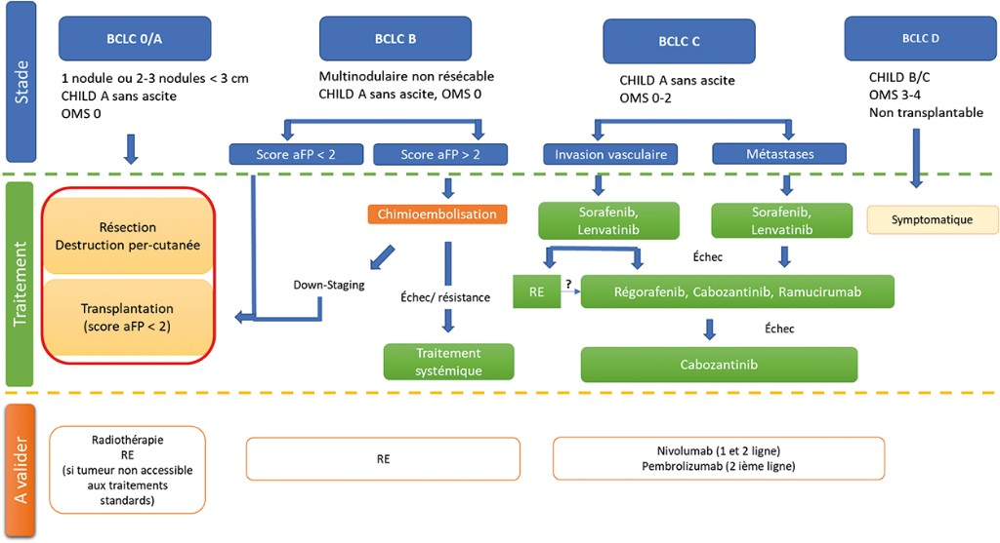 Stade
BCLC 0/A
1 nodule ou 2-3 nodules < 3 cm
CHILD A sans ascite
OMS 0
BCLC B
Multinodulaire non résécable
CHILD A sans ascite, OMS 0
Score aFP < 2
Score aFP > 2
BCLC C
CHILD A sans ascite
OMS 0-2
Invasion vasculaire
Métastases
BCLC D
CHILD B/C
OMS 3-4
Non transplantable
Traitement
Résection
Destruction per-cutanée
Transplantation
(score aFP < 2)
Chimioembolisation
Down-Staging
Échec/ résistance
Traitement
systémique
Sorafenib,
Lenvatinib
Sorafenib,
Lenvatinib
Échec
RE
?
Régorafenib, Cabozantinib, Ramucirumab
Échec
Cabozantinib
Symptomatique
A valider
Radiothérapie
RE
(si tumeur non accessible
aux traitements
standards)
RE
Nivolumab (1 et 2 ligne)
Pembrolizumab (2 ième ligne)